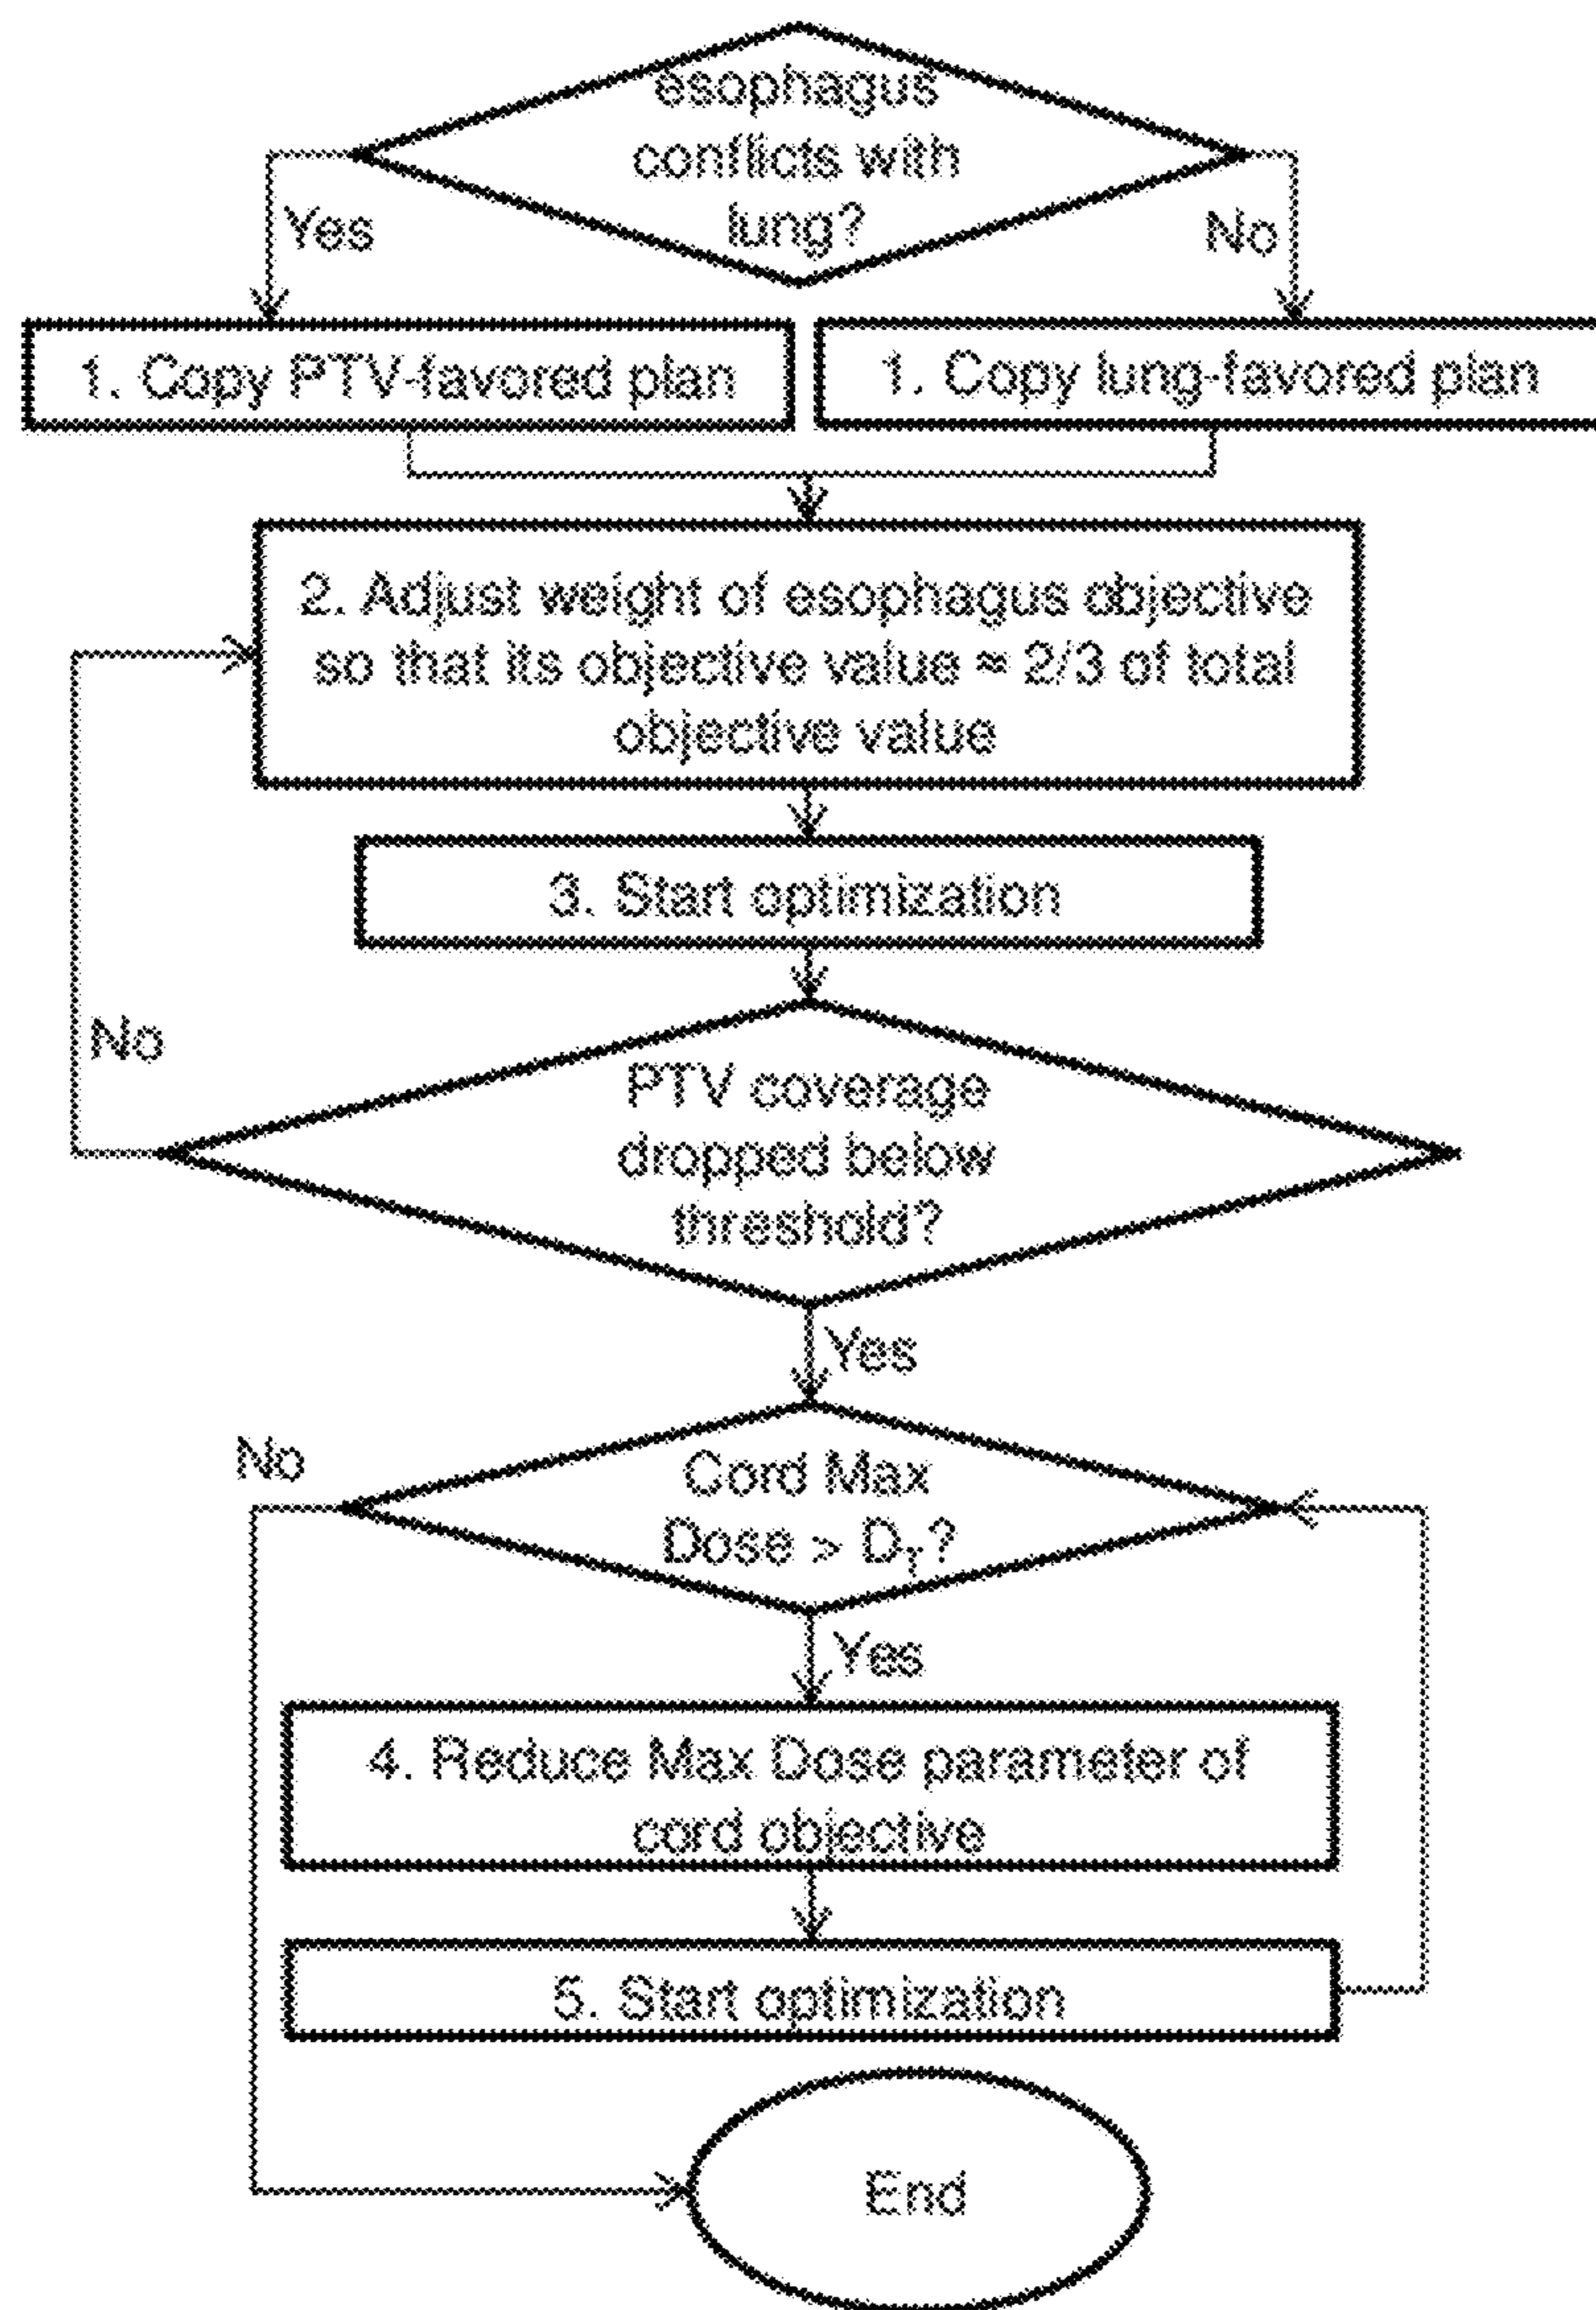 esophagus
conflicts with
lung?
Yes
No
1. Copy PTV-favored plan
1. Copy lung-favored plan
2. Adjust weight of esophagus objective
so that its objective value ≈ 2/3 of total
objective value
3. Start optimization
No
PTV coverage
dropped below
threshold?
Yes
No
Cord Max
Dose > D_T?
Yes
4. Reduce Max Dose parameter of
cord objective
5. Start optimization
End